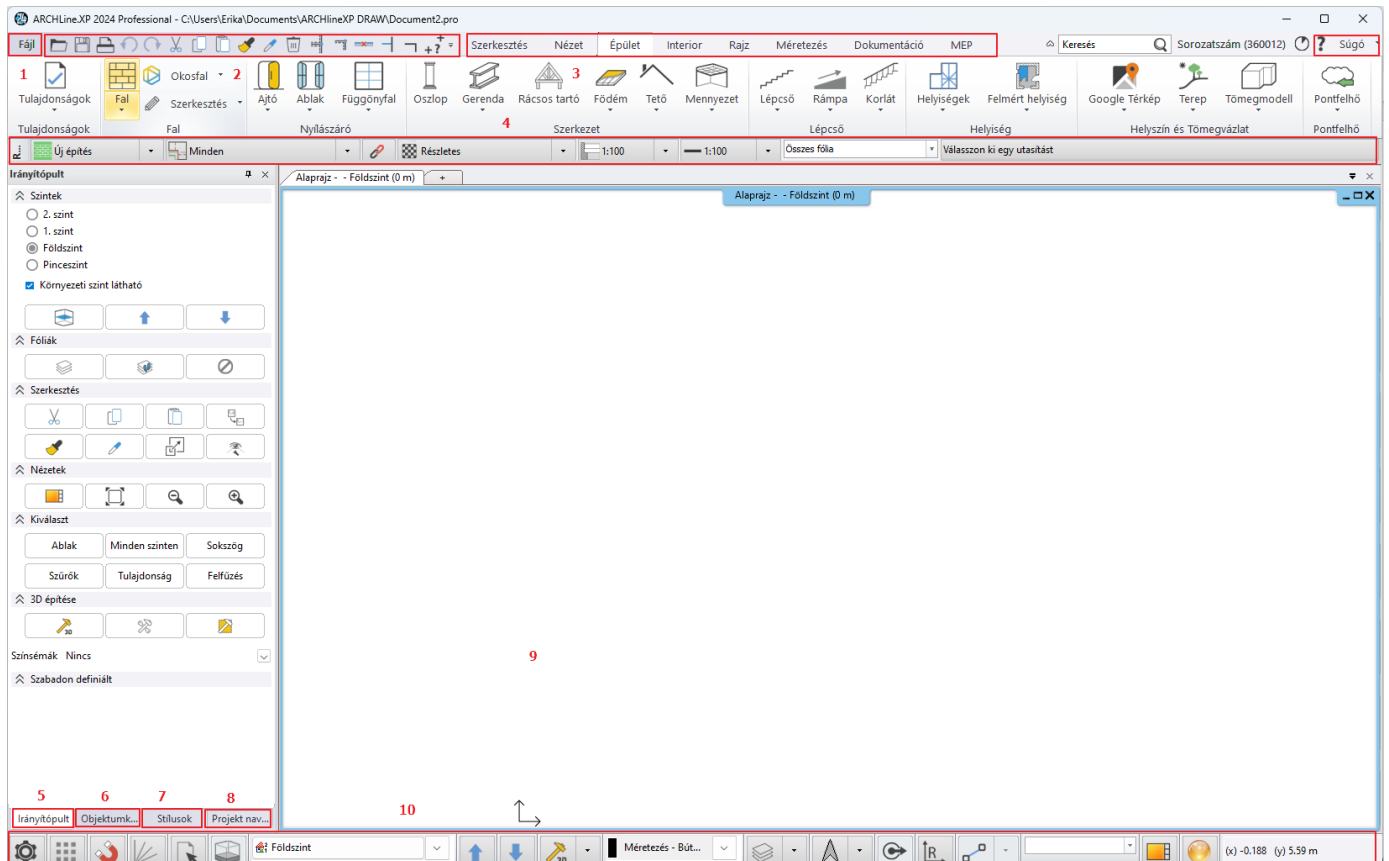 ARCHLine.XP 2024 Professional - C:\Users\Erika\Documents\ARCHlineXP DRAW\Document2.pro
Fájl Szerkesztés Nézet Épület Interior Rajz Méretezés Dokumentáció MEP Keresés Sorozatszám (360012) ? Súgó
1 Okosfal 2 3
Szerkesztés
Tulajdonságok Fal Ajtó Ablak Függönyfal Oszlop Gerenda Rácsos tartó Födém Tető Mennyezet Lépcső Rámpa Korlát Helyiségek Felmért helyiség Google Térkép Terep Tömegmodell Pontfelhő
4
Tulajdonságok Fal Nyílászáró Szerkezet Lépcső Helyiség Helyszín és Tömegvázlat Pontfelhő
Új építés Minden Részletes 1:100 1:100 Összes fólia Válasszon ki egy utasítást
Irányítópult
Alaprajz - - Földszint (0 m) +
Alaprajz - - Földszint (0 m)
Szintek
2. szint
1. szint
Földszint
Pinceszint
Környezeti szint látható
Fóliák
Szerkesztés
Nézetek
Kiválaszt
Ablak Minden szinten Sokszög
Szűrők Tulajdonság Felfűzés
3D építése
3D
Színsémák Nincs
9
Szabadon definiált
5 6 7 8
10
Irányítópult Objektumk... Stílusok Projekt nav...
Földszint 3D Méretezés - Bút... R (x) -0.188 (y) 5.59 m